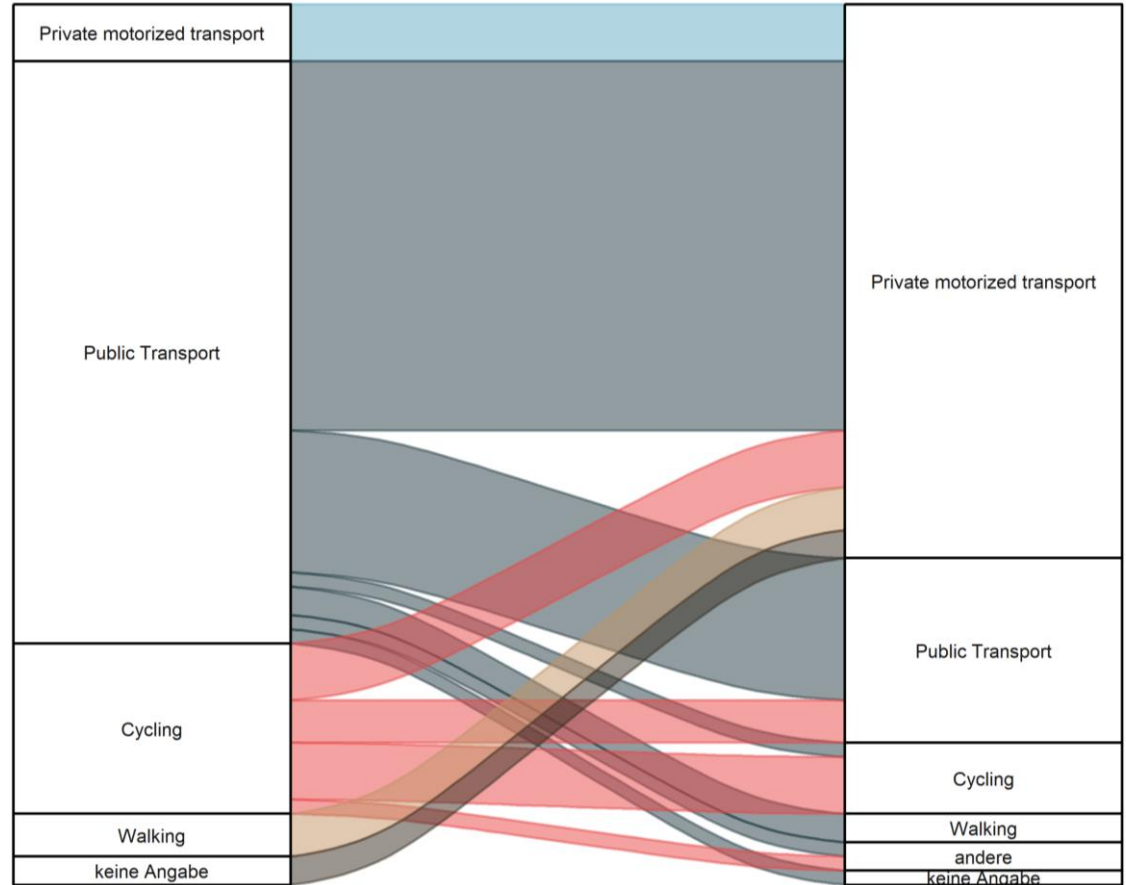 Private motorized transport
Public Transport
Cycling
Walking
keine Angabe
Private motorized transport
Public Transport
Cycling
Walking
andere
keine Angabe